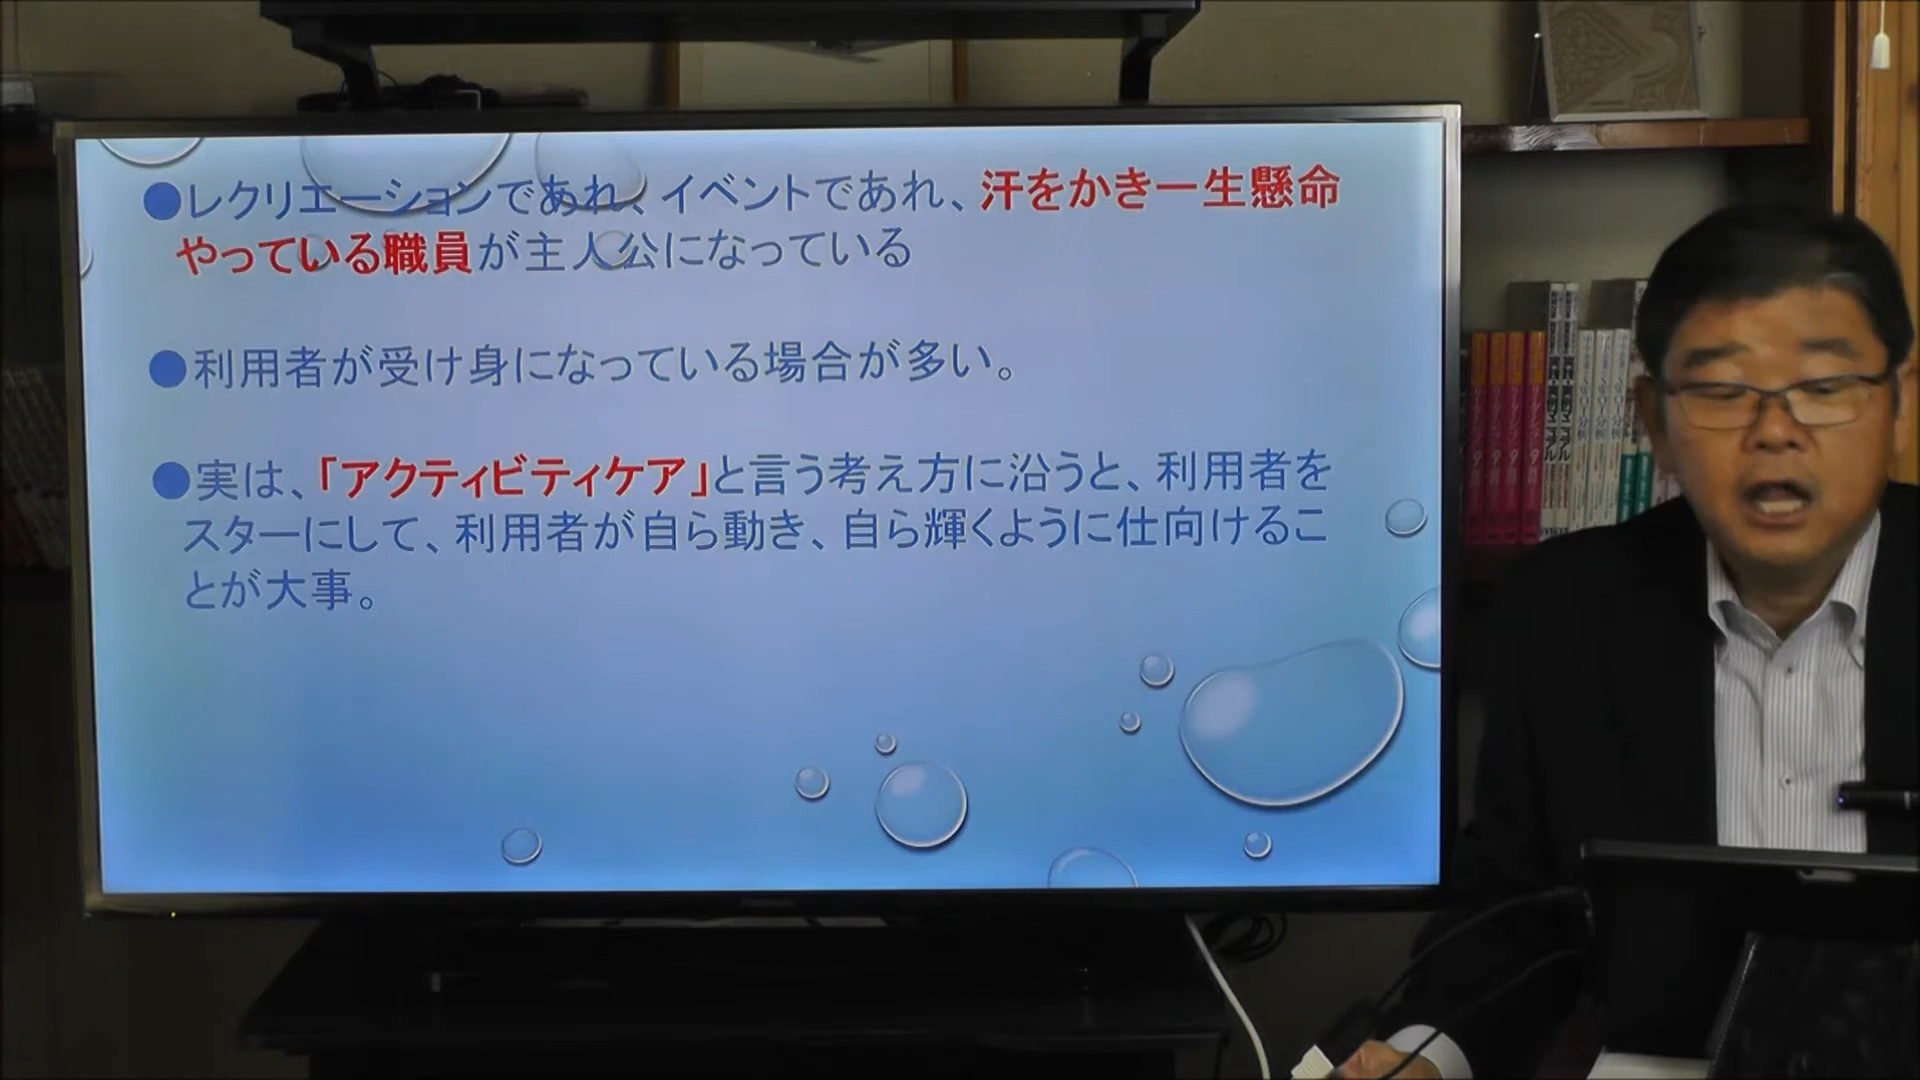 ●レクリエーションであれ、イベントであれ、汗をかき一生懸命
やっている職員が主人公になっている
●利用者が受け身になっている場合が多い。
●実は、「アクティビティケア」と言う考え方に沿うと、利用者を
スターにして、利用者が自ら動き、自ら輝くように仕向けるこ
とが大事。